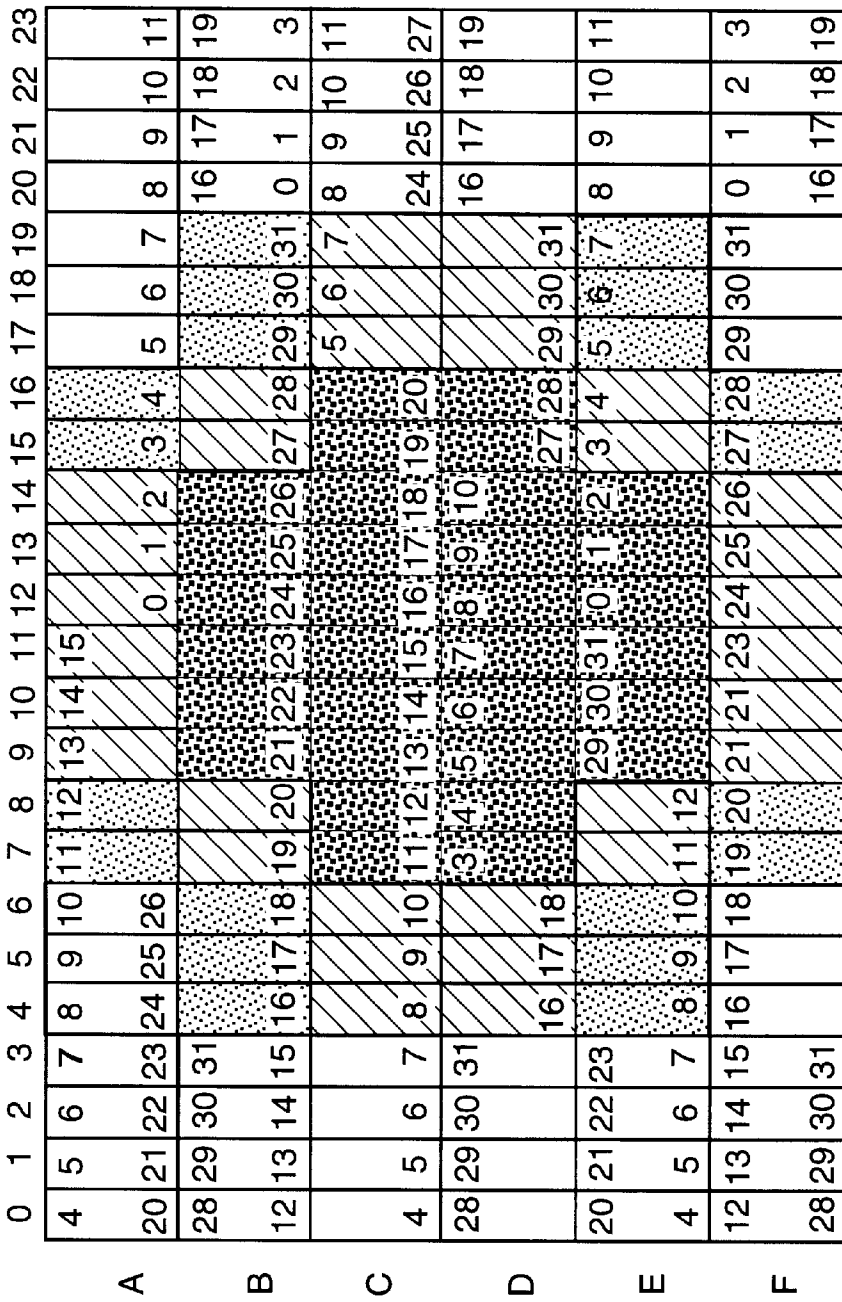 0 1 2 3 4 5 6 7 8 9 10 11 12 13 14 15 16 17 18 19 20 21 22 23
4 5 6 7 8 9 10 11 12 13 14 15
A
20 21 22 23 24 25 26 0 1 2 3 4 5 6 7 8 9 10 11
28 29 30 31 16 17 18 19
B
12 13 14 15 16 17 18 19 20 21 22 23 24 25 26 27 28 29 30 31 0 1 2 3
5 6 7 8 9 10 11
C
4 5 6 7 8 9 10 11 12 13 14 15 16 17 18 19 20 24 25 26 27
28 29 30 31 3 4 5 6 7 8 9 10 16 17 18 19
D
16 17 18 27 28 29 30 31
20 21 22 23 29 30 31 0 1 2 3 4 5 6 7 8 9 10 11
E
4 5 6 7 8 9 10 11 12
12 13 14 15 16 17 18 19 20 21 21 23 24 25 26 27 28 29 30 31 0 1 2 3
F
28 29 30 31 16 17 18 19